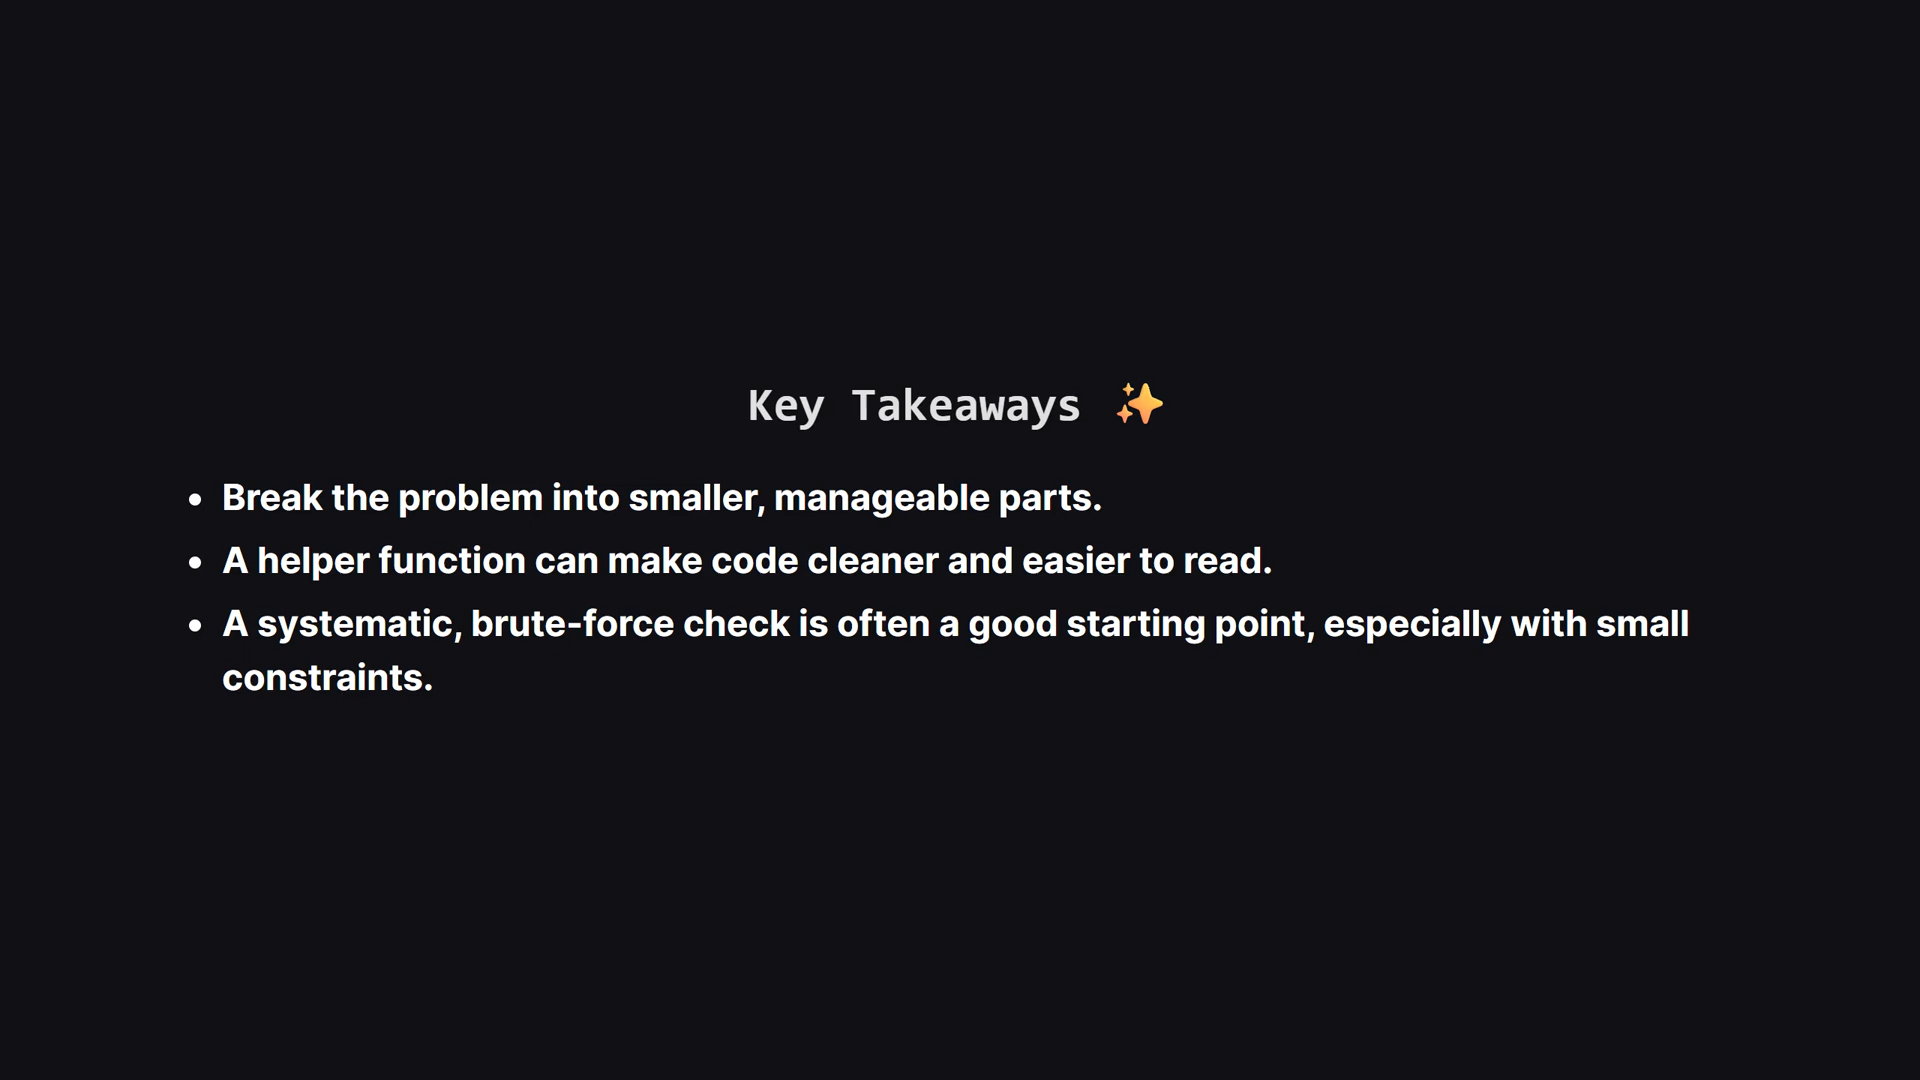 Key Takeaways ✨
• Break the problem into smaller, manageable parts.
• A helper function can make code cleaner and easier to read.
• A systematic, brute-force check is often a good starting point, especially with small
constraints.